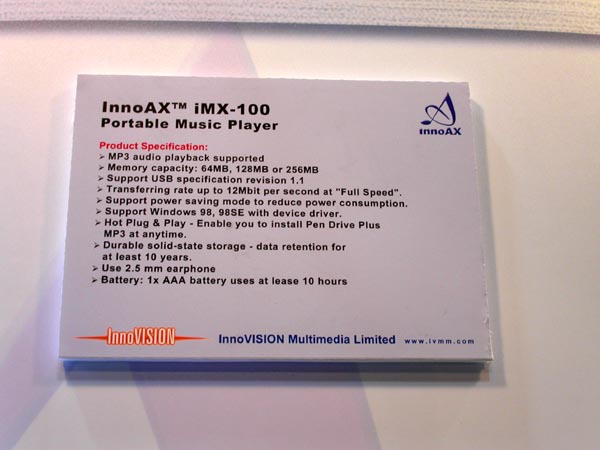 InnoAX™ iMX-100
Portable Music Player
InnoAX
Product Specification:
➢ MP3 audio playback supported
➢ Memory capacity: 64MB, 128MB or 256MB
➢ Support USB specification revision 1.1
➢ Transferring rate up to 12Mbit per second at "Full Speed".
➢ Support power saving mode to reduce power consumption.
➢ Support Windows 98, 98SE with device driver.
➢ Hot Plug & Play - Enable you to install Pen Drive Plus
MP3 at anytime.
➢ Durable solid-state storage - data retention for
at least 10 years.
➢ Use 2.5 mm earphone
➢ Battery: 1x AAA battery uses at lease 10 hours
InnoVISION InnoVISION Multimedia Limited www.ivmm.com